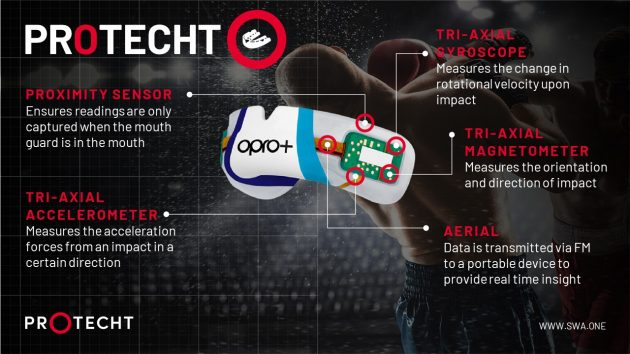 PROTECHT
PROXIMITY SENSOR
Ensures readings are only
captured when the mouth
guard is in the mouth
TRI-AXIAL
ACCELEROMETER
Measures the acceleration
forces from an impact in a
certain direction
opro+
TRI-AXIAL
GYROSCOPE
Measures the change in
rotational velocity upon
impact
TRI-AXIAL
MAGNETOMETER
Measures the orientation
and direction of impact
AERIAL
Data is transmitted via FM
to a portable device to
provide real time insight
PROTECHT
WWW.SWA.ONE